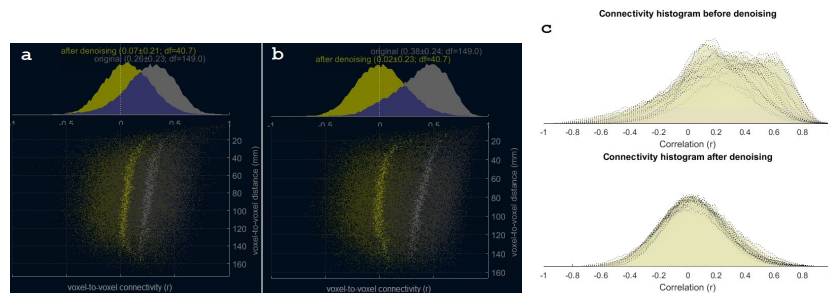 a
after denoising (0.07±0.21; df=40.7)
original (0.26±0.23; df=149.0)
-1 -0.5 0 0.5 1
20
40
60
80
100
120
140
160
voxel-to-voxel distance (mm)
voxel-to-voxel connectivity (r)
b
original (0.38±0.24; df=149.0)
after denoising (0.02±0.23; df=40.7)
-1 -0.5 0 0.5 1
20
40
60
80
100
120
140
160
voxel-to-voxel distance (mm)
voxel-to-voxel connectivity (r)
c
Connectivity histogram before denoising
-1 -0.8 -0.6 -0.4 -0.2 0 0.2 0.4 0.6 0.8
Correlation (r)
Connectivity histogram after denoising
-1 -0.8 -0.6 -0.4 -0.2 0 0.2 0.4 0.6 0.8
Correlation (r)